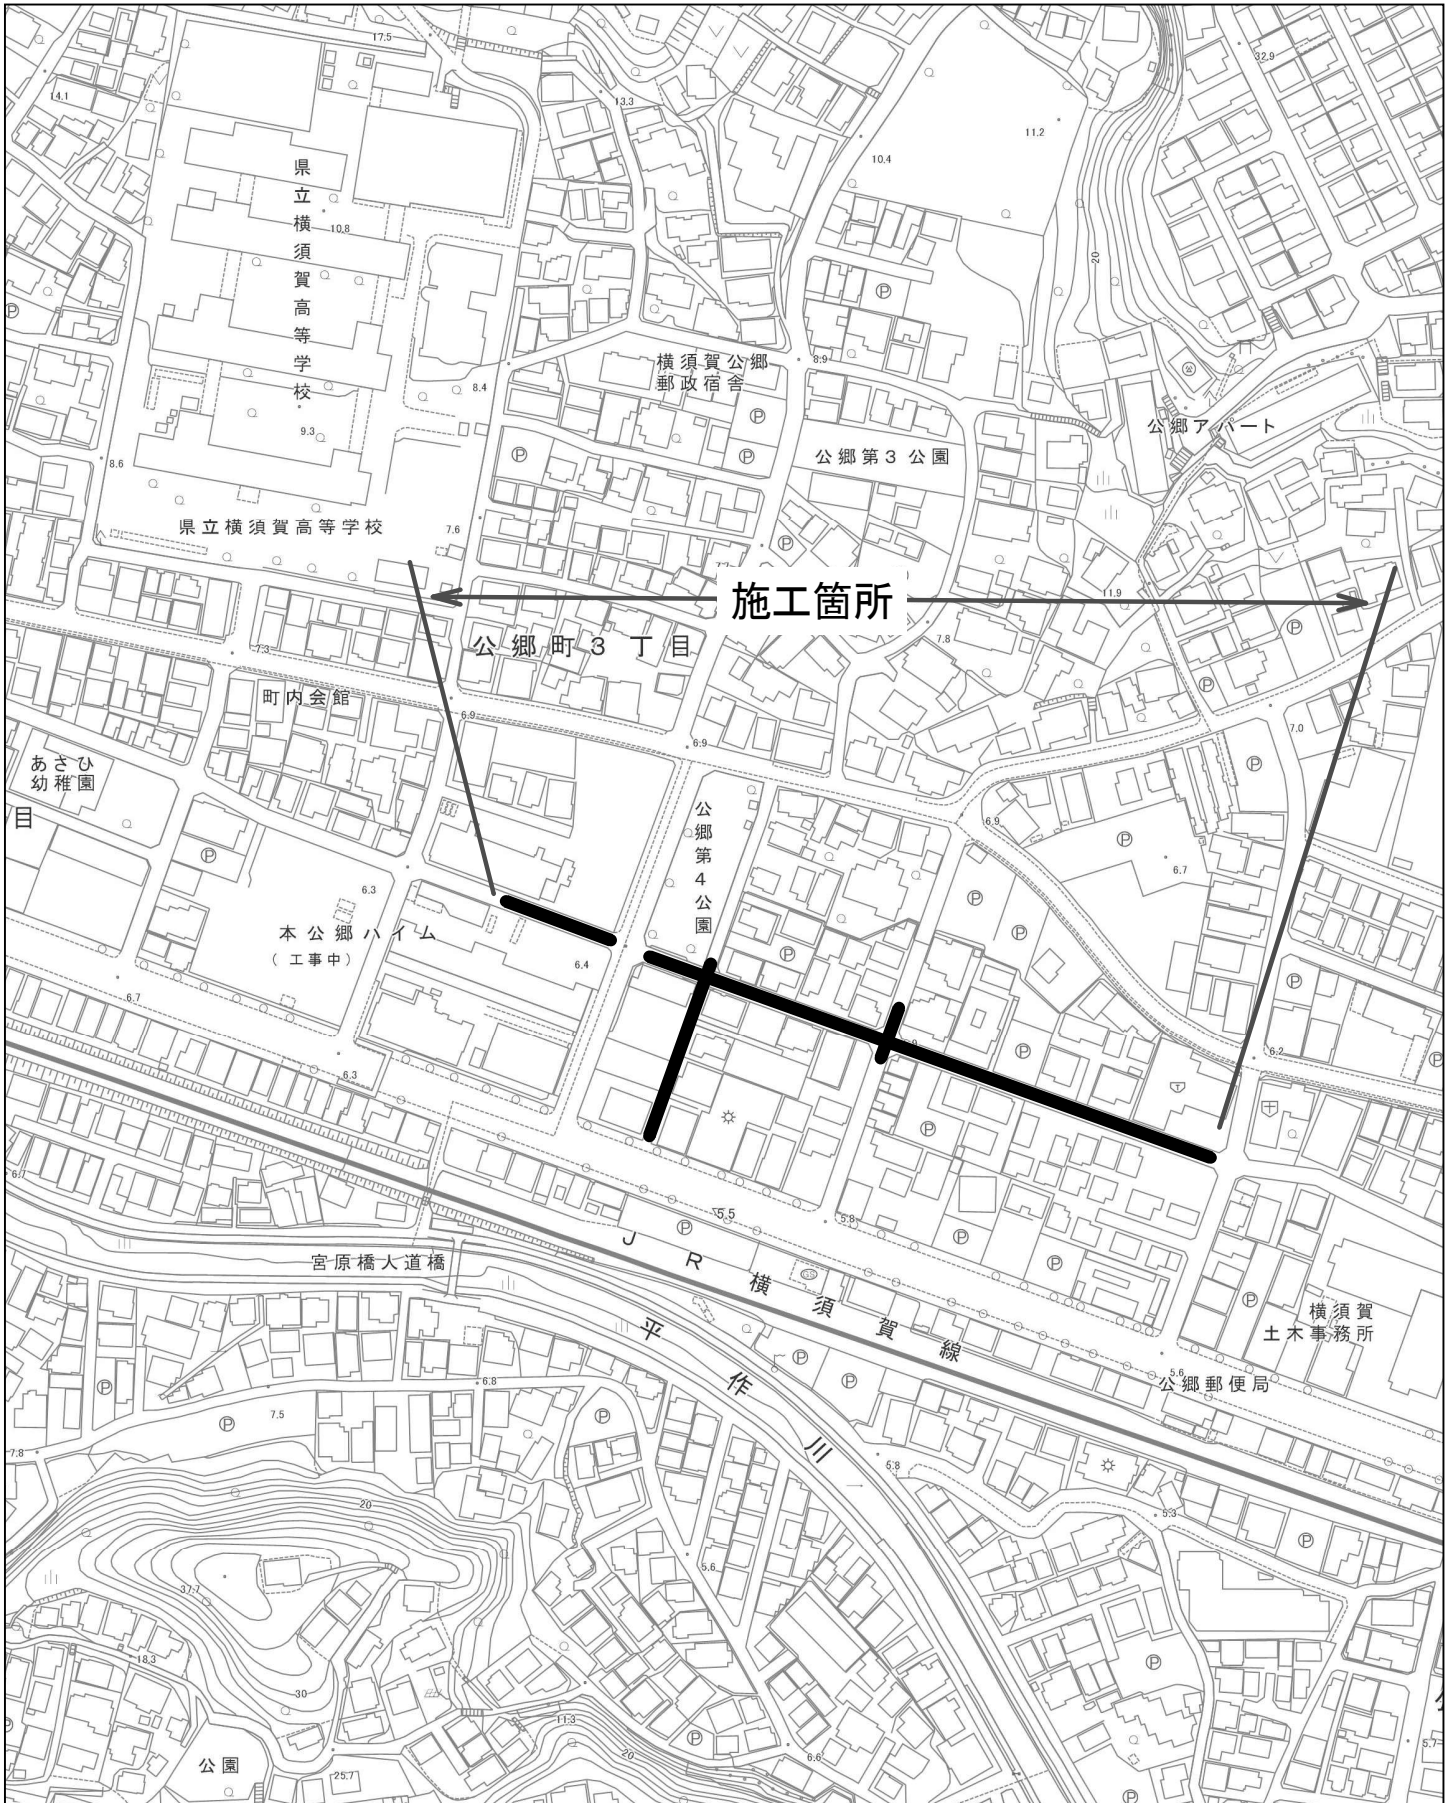 17.5
32.9
14.1
13.3
11.2
10.4
県立横須賀高等学校
10.8
20
P
P
8.9
横須賀公郷
郵政宿舎
8.4
P
公郷アパート
9.3
公郷第3公園
P
P
8.6
県立横須賀高等学校
7.6
P
施工箇所
11.9
7.8
P
公郷町3丁目
7.3
町内会館
P
6.9
7.0
6.9
あさひ
幼稚園
P
目
公郷第4公園
6.9
P
P
6.7
6.3
P
本公郷ハイム
(工事中)
P
P
6.4
P
6.7
P
6.2
P
6.3
P
6.7
5.5
5.8
P
P
宮原橋人道橋
JR横須賀線
P
GS
P
横須賀
土木事務所
平作川
P
P
5.6
公郷郵便局
6.8
P
P
7.5
P
7.8
5.8
20
5.3
P
5.6
37.7
18.3
P
30
11.3
P
20
6.6
公園
25.7
5.7
P